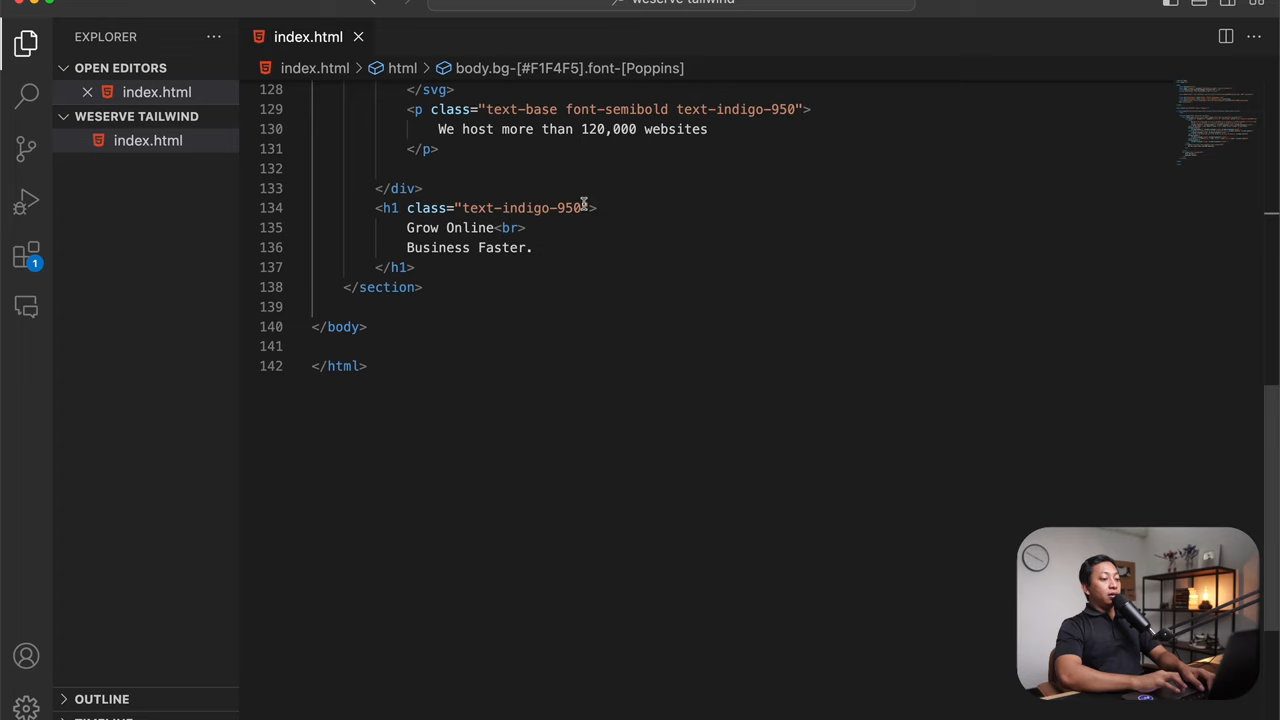 weserve tailwind
EXPLORER
index.html
OPEN EDITORS
index.html
WESERVE TAILWIND
index.html
index.html > html > body.bg-[#F1F4F5].font-[Poppins]
128 </svg>
129 <p class="text-base font-semibold text-indigo-950">
130 We host more than 120,000 websites
131 </p>
132
133 </div>
134 <h1 class="text-indigo-950">
135 Grow Online<br>
136 Business Faster.
137 </h1>
138 </section>
139
140 </body>
141
142 </html>
1
OUTLINE
TIMELINE